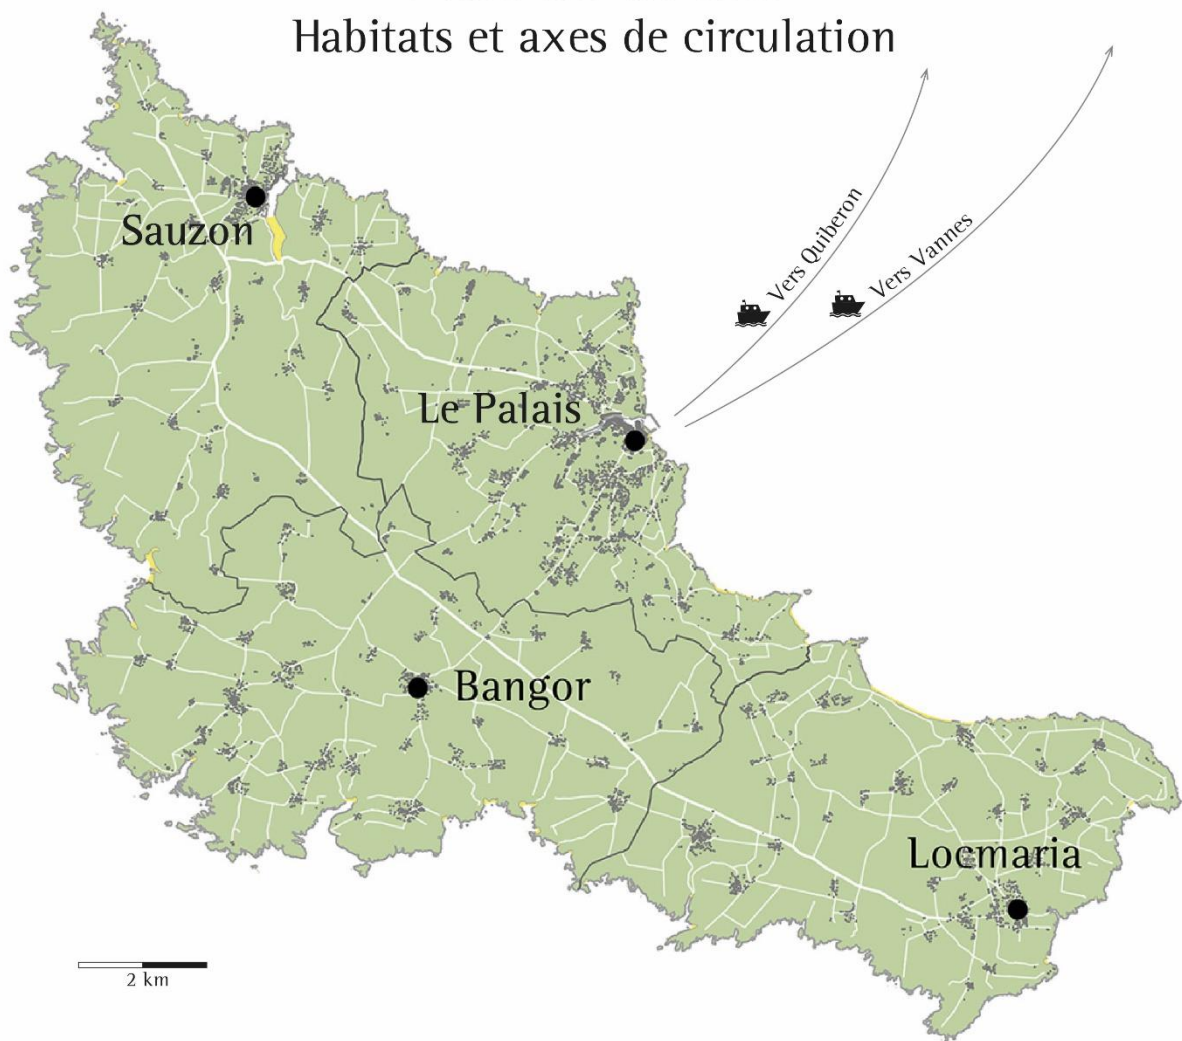 Habitats et axes de circulation
Vers Quiberon
Vers Vannes
Sauzon
Le Palais
Bangor
Locmaria
2 km